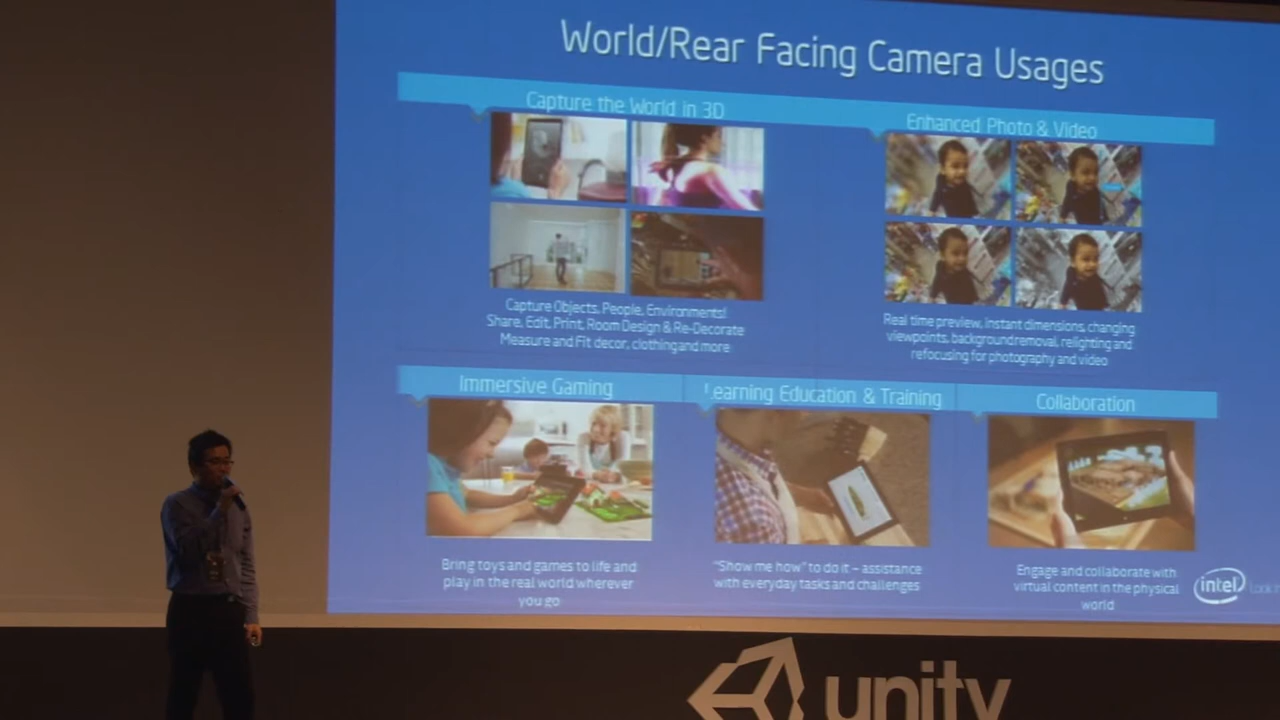 World/Rear Facing Camera Usages
Capture the World in 3D
Enhanced Photo & Video
Capture Objects, People, Environments!
Share, Edit, Print, Room Design & Re-Decorate
Measure and Fit decor, clothing and more
Real time preview, instant dimensions, changing
viewpoints, background removal, relighting and
refocusing for photography and video
Immersive Gaming
Learning Education & Training
Collaboration
Bring toys and games to life and
play in the real world wherever
you go
"Show me how" to do it – assistance
with everyday tasks and challenges
Engage and collaborate with
virtual content in the physical
world
intel
unity